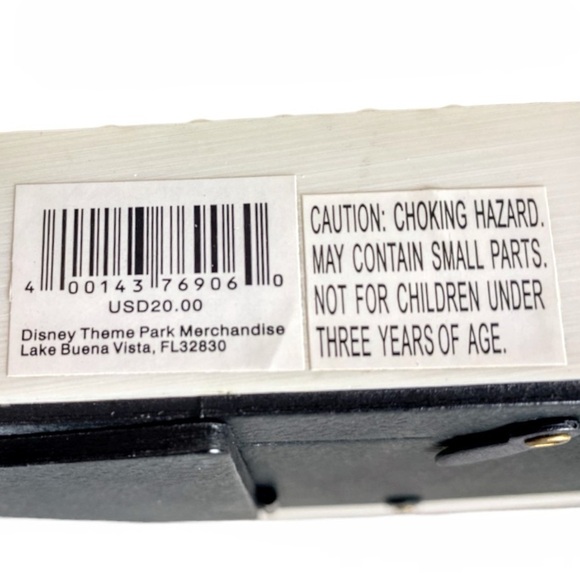 4 00143 76906 0
USD20.00
Disney Theme Park Merchandise
Lake Buena Vista, FL32830
CAUTION: CHOKING HAZARD.
MAY CONTAIN SMALL PARTS.
NOT FOR CHILDREN UNDER
THREE YEARS OF AGE.